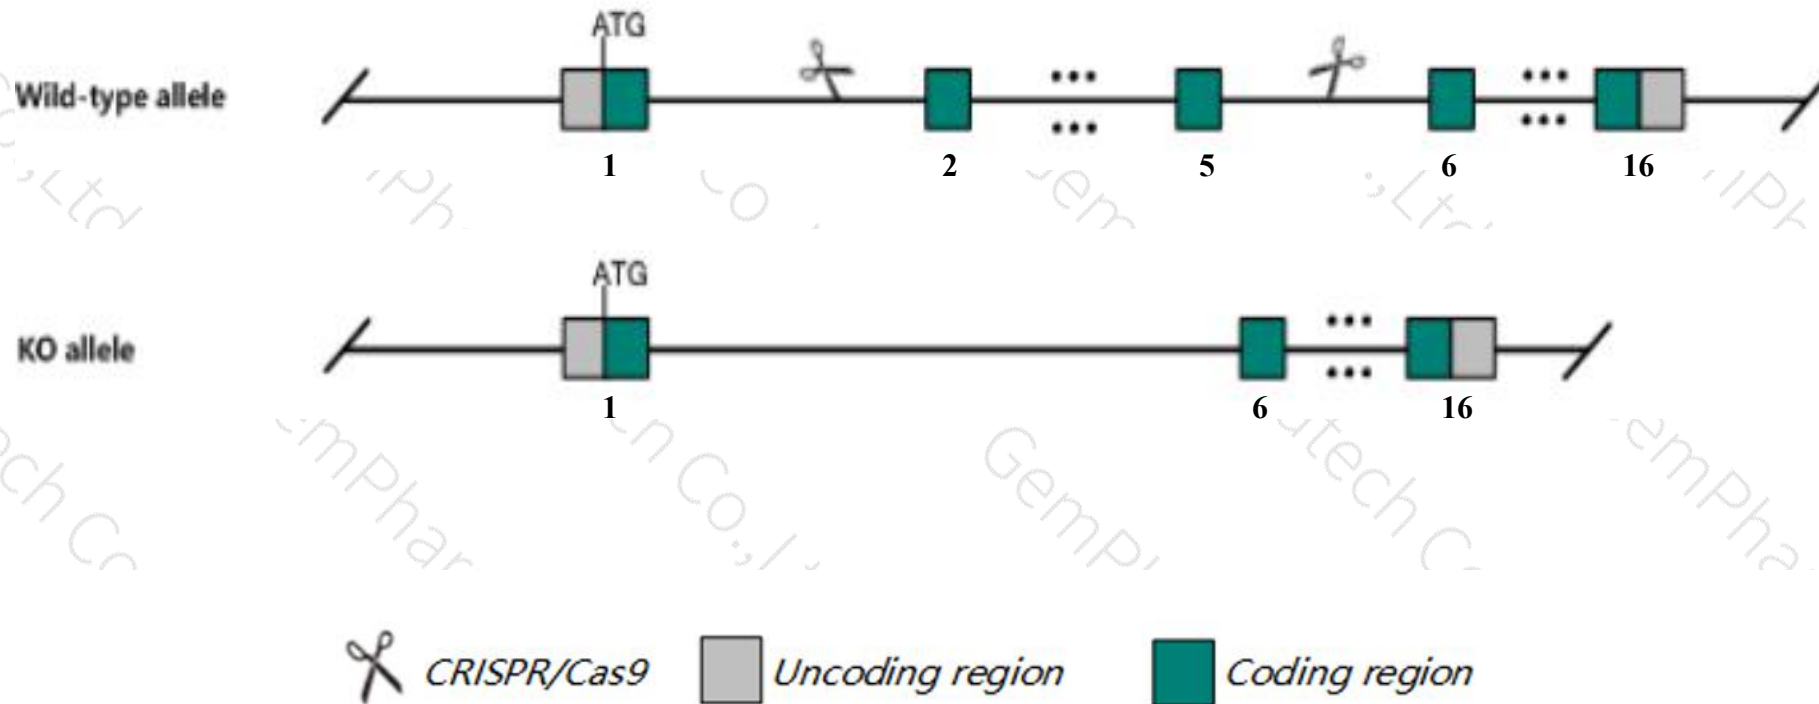 ATG
Wild-type allele
1 2 5 6 16
ATG
KO allele
1 6 16
GemP
CRISPR/Cas9 Uncoding region Coding region